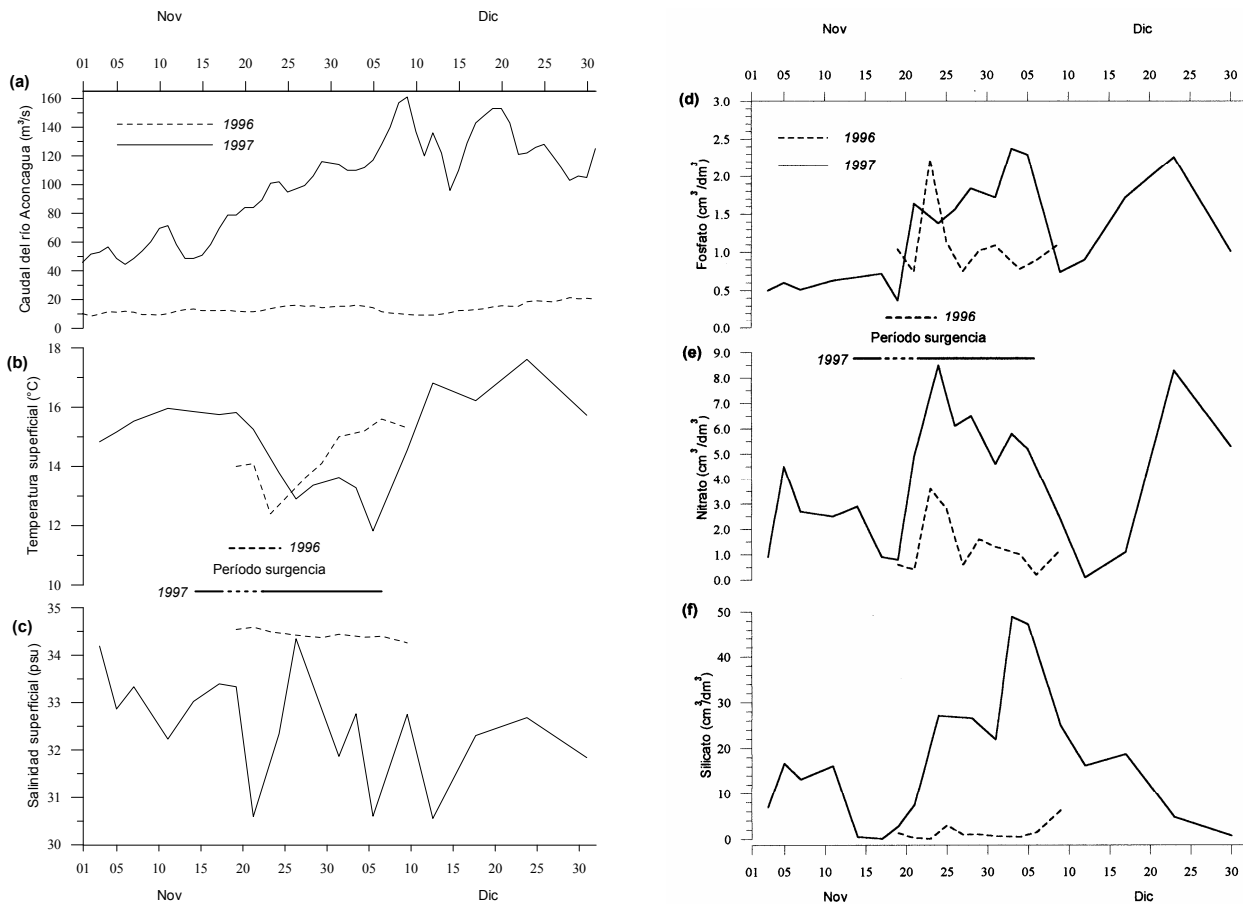 Nov Dic
01 05 10 15 20 25 30 05 10 15 20 25 30
(a)
Caudal del río Aconcagua (m³/s)
160
140
120
100
80
60
40
20
0
1996
1997
(b)
Temperatura superficial (°C)
18
16
14
12
10
1996
Período surgencia
1997
(c)
Salinidad superficial (psu)
35
34
33
32
31
30
01 05 10 15 20 25 30 05 10 15 20 25 30
Nov Dic
Nov Dic
01 05 10 15 20 25 30 05 10 15 20 25 30
(d)
Fosfato (cm³/dm³)
3.0
2.5
2.0
1.5
1.0
0.5
0.0
1996
1997
1996
Período surgencia
1997
(e)
Nitrato (cm³/dm³)
9.0
8.0
7.0
6.0
5.0
4.0
3.0
2.0
1.0
0.0
(f)
Silicato (cm³/dm³)
50
40
30
20
10
0
01 05 10 15 20 25 30 05 10 15 20 25 30
Nov Dic